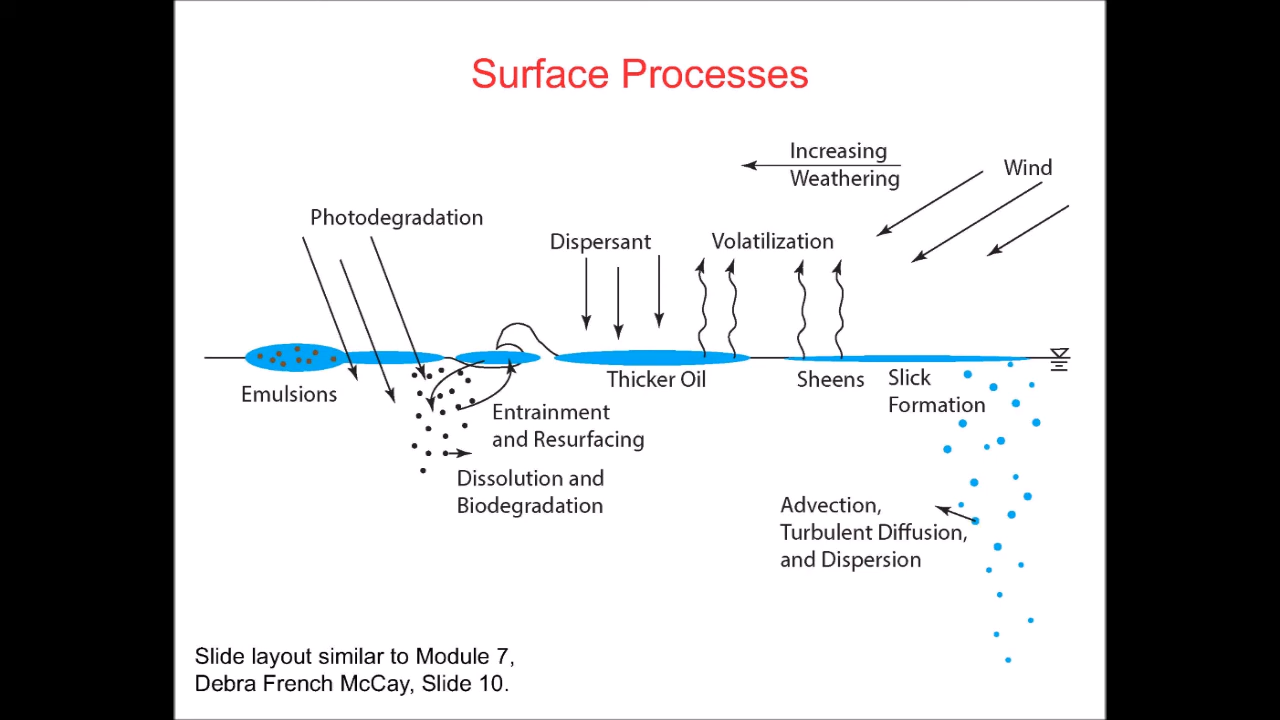 Surface Processes
Increasing
Weathering
Wind
Photodegradation
Dispersant
Volatilization
Emulsions
Thicker Oil
Sheens
Slick
Formation
Entrainment
and Resurfacing
Dissolution and
Biodegradation
Advection,
Turbulent Diffusion,
and Dispersion
Slide layout similar to Module 7,
Debra French McCay, Slide 10.